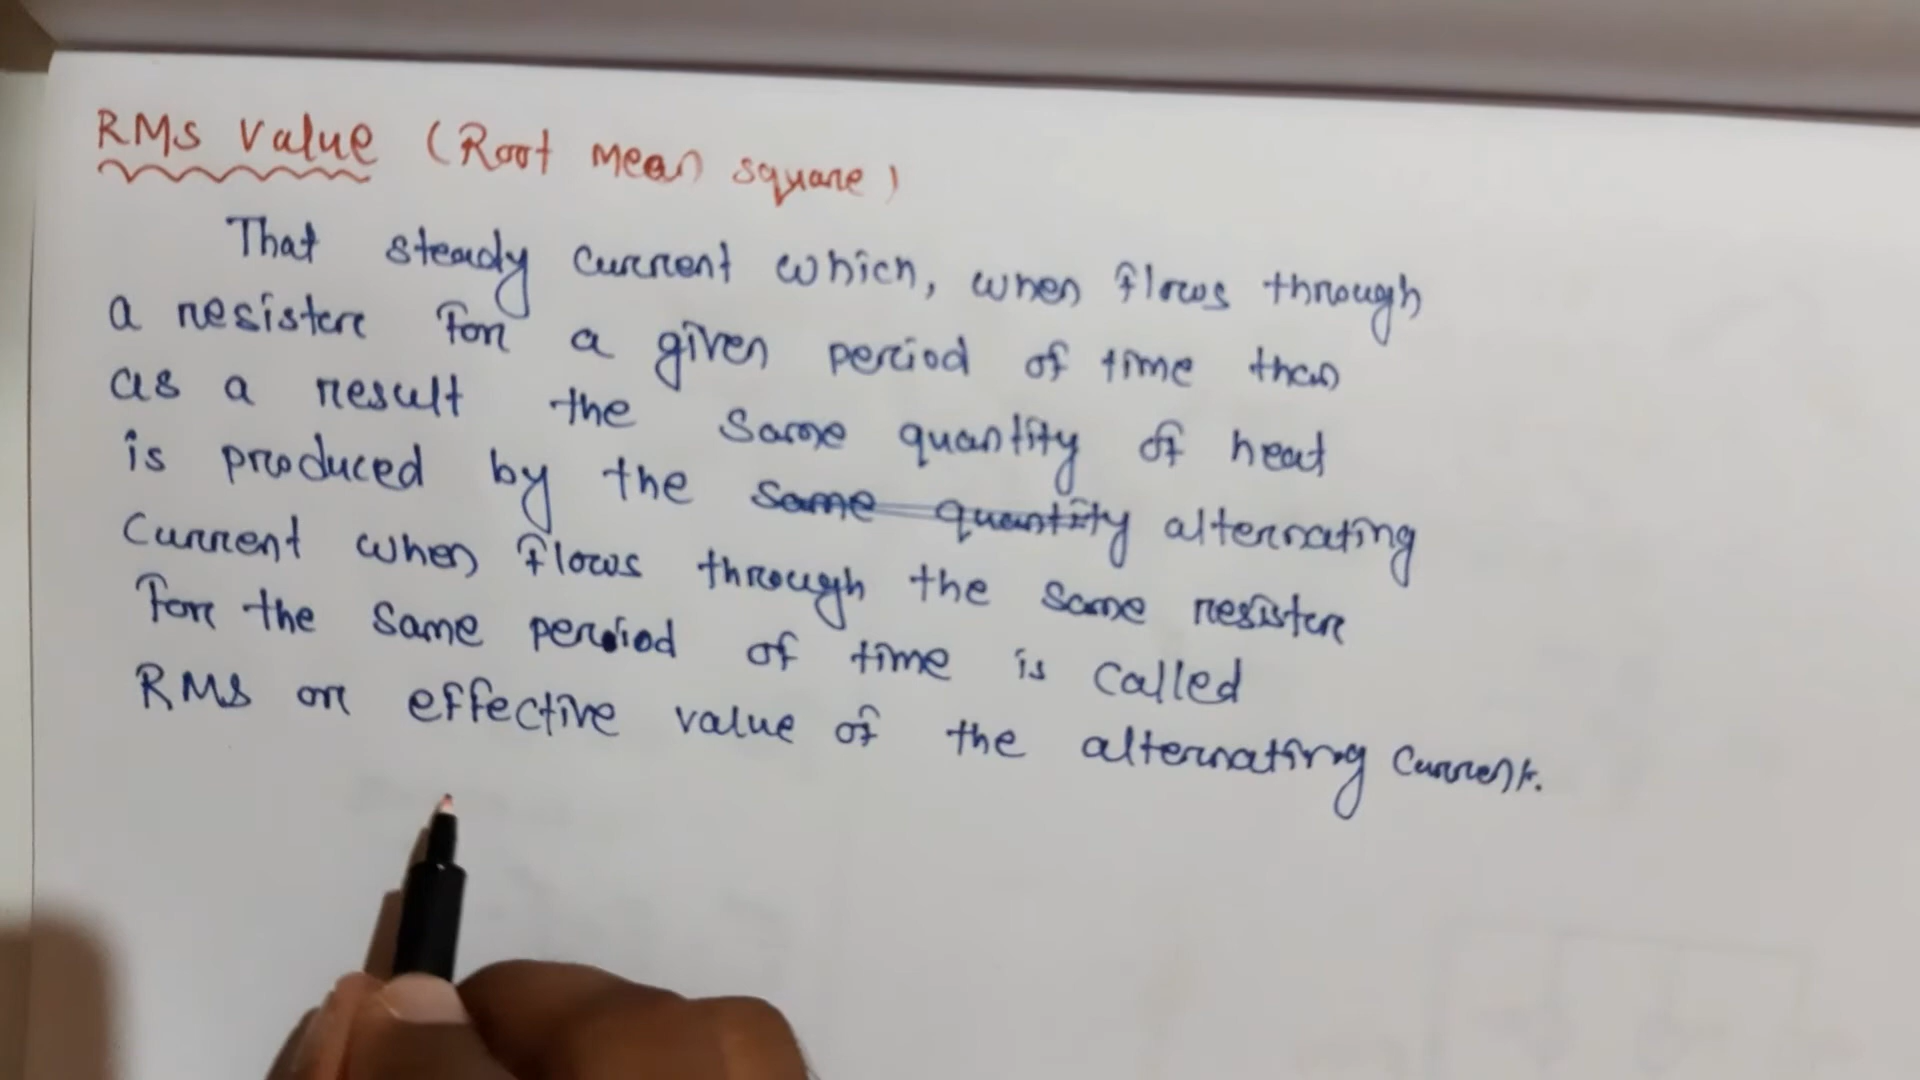 RMS Value (Root Mean square)
That steady current which, when flows through
a resister for a given period of time than
as a result the same quantity of heat
is produced by the same quantity alternating
Current when flows through the same resister
for the same period of time is called
RMS or effective value of the alternating current.